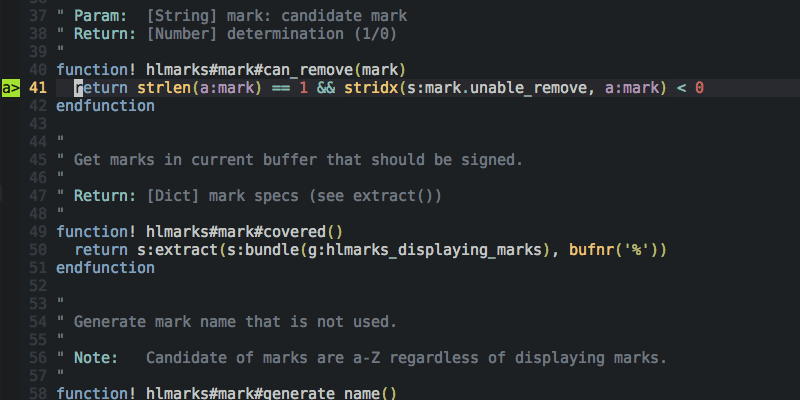 37 " Param:  [String] mark: candidate mark
38 " Return: [Number] determination (1/0)
39 "
40 function! hlmarks#mark#can_remove(mark)
a> 41   return strlen(a:mark) == 1 && stridx(s:mark.unable_remove, a:mark) < 0
42 endfunction
43
44 "
45 " Get marks in current buffer that should be signed.
46 "
47 " Return: [Dict] mark specs (see extract())
48 "
49 function! hlmarks#mark#covered()
50   return s:extract(s:bundle(g:hlmarks_displaying_marks), bufnr('%'))
51 endfunction
52
53 "
54 " Generate mark name that is not used.
55 "
56 " Note:   Candidate of marks are a-Z regardless of displaying marks.
57 "
58 function! hlmarks#mark#generate_name()